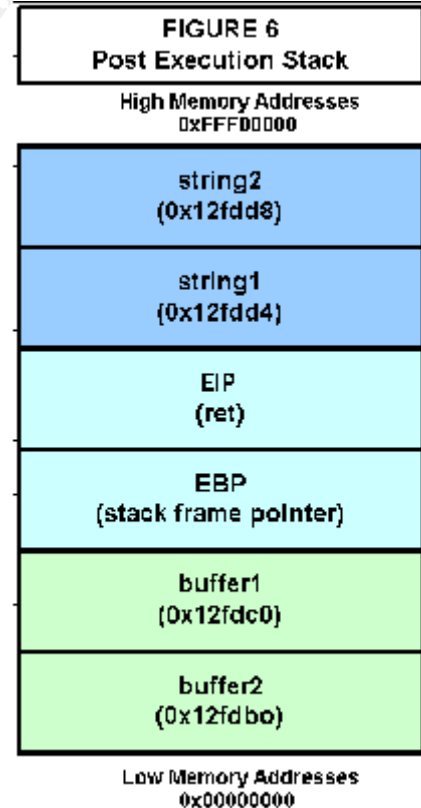 FIGURE 6
Post Execution Stack
High Memory Addresses
0xFFF00000
string2
(0x12fdd8)
string1
(0x12fdd4)
EIP
(ret)
EBP
(stack frame pointer)
buffer1
(0x12fdc0)
buffer2
(0x12fdbo)
Low Memory Addresses
0x00000000